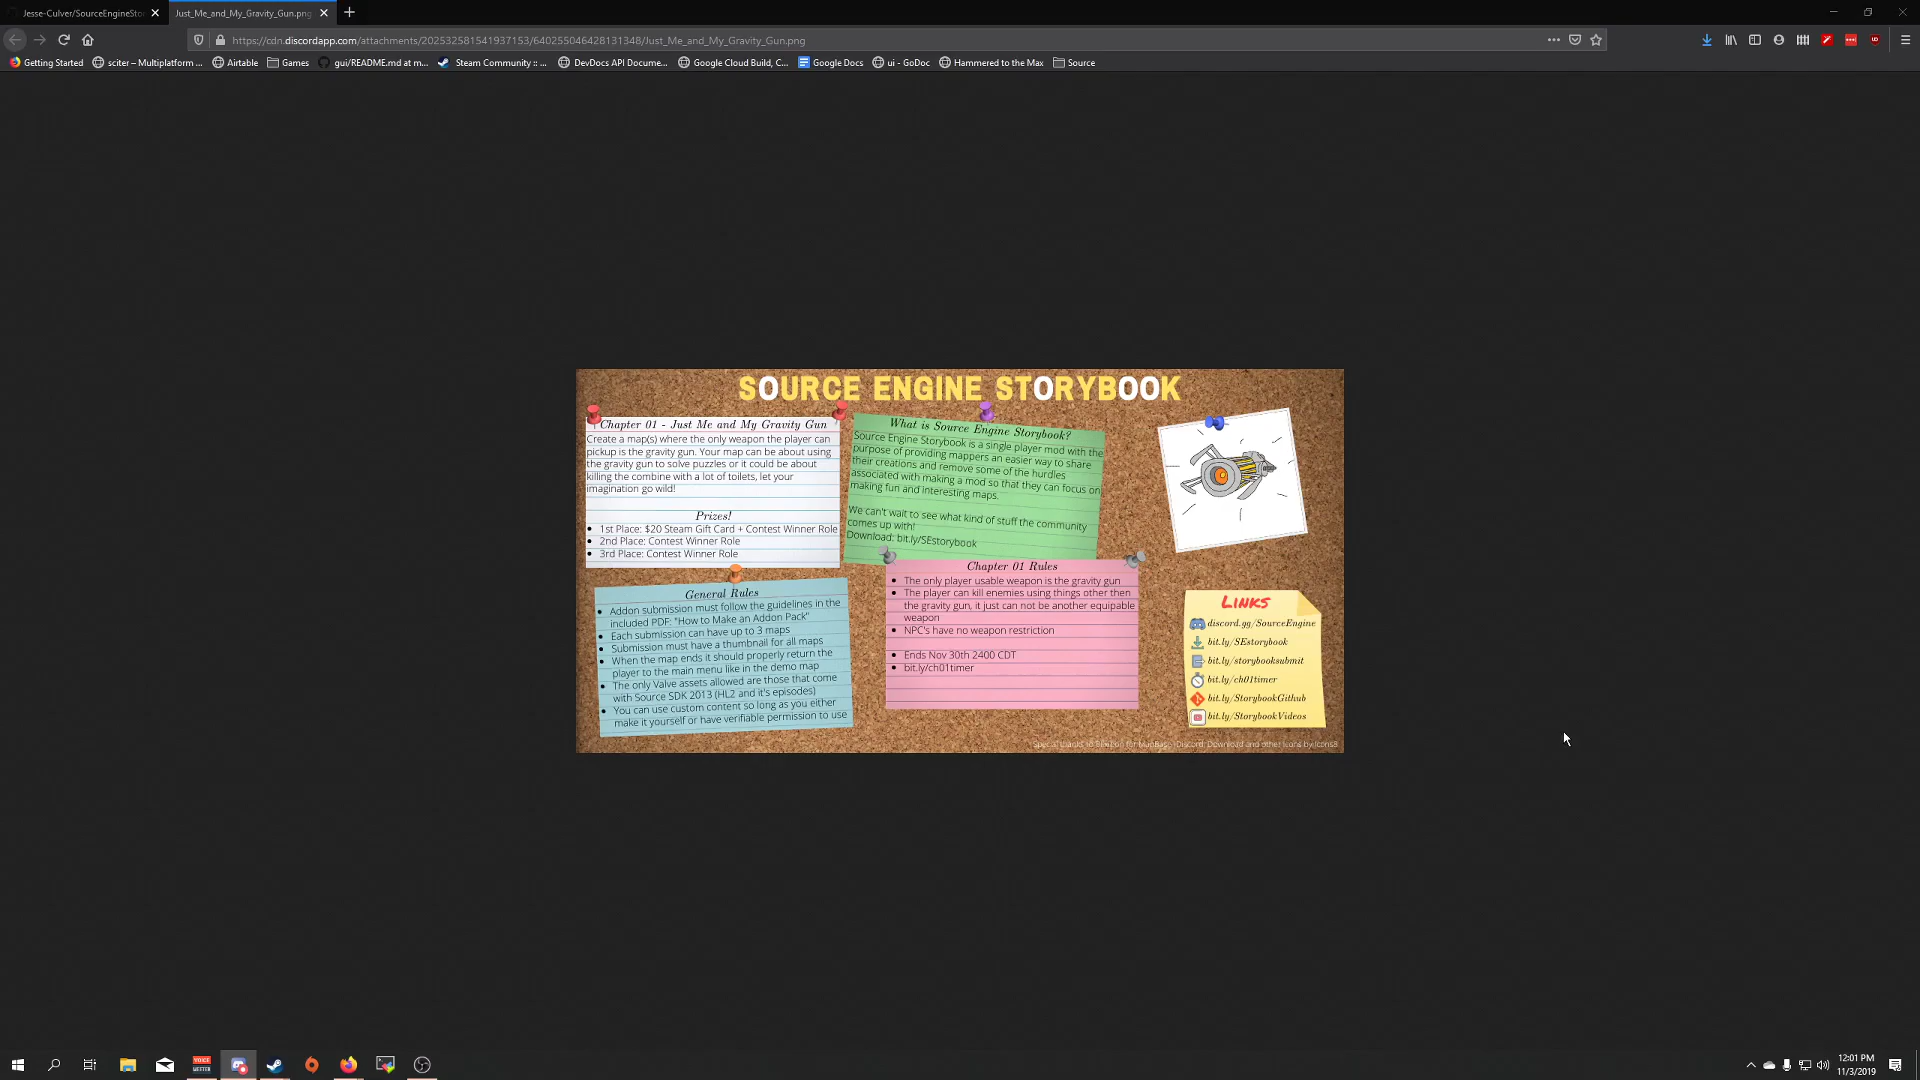 Jesse-Culver/SourceEngineSto
Just_Me_and_My_Gravity_Gun.png
https://cdn.discordapp.com/attachments/202532581541937153/640255046428131348/Just_Me_and_My_Gravity_Gun.png
Getting Started
sciter – Multiplatform ...
Airtable
Games
gui/README.md at m...
Steam Community :: ...
DevDocs API Docume...
Google Cloud Build, C...
Google Docs
ui - GoDoc
Hammered to the Max
Source
SOURCE ENGINE STORYBOOK
Chapter 01 - Just Me and My Gravity Gun
Create a map(s) where the only weapon the player can
pickup is the gravity gun. Your map can be about using
the gravity gun to solve puzzles or it could be about
killing the combine with a lot of toilets, let your
imagination go wild!
Prizes!
1st Place: $20 Steam Gift Card + Contest Winner Role
2nd Place: Contest Winner Role
3rd Place: Contest Winner Role
What is Source Engine Storybook?
Source Engine Storybook is a single player mod with the
purpose of providing mappers an easier way to share
their creations and remove some of the hurdles
associated with making a mod so that they can focus on
making fun and interesting maps.
We can't wait to see what kind of stuff the community
comes up with!
Download: bit.ly/SEstorybook
General Rules
Addon submission must follow the guidelines in the
included PDF: "How to Make an Addon Pack"
Each submission can have up to 3 maps
Submission must have a thumbnail for all maps
When the map ends it should properly return the
player to the main menu like in the demo map
The only Valve assets allowed are those that come
with Source SDK 2013 (HL2 and it's episodes)
You can use custom content so long as you either
make it yourself or have verifiable permission to use
Chapter 01 Rules
The only player usable weapon is the gravity gun
The player can kill enemies using things other then
the gravity gun, it just can not be another equipable
weapon
NPC's have no weapon restriction
Ends Nov 30th 2400 CDT
bit.ly/ch01timer
LINKS
discord.gg/SourceEngine
bit.ly/SEstorybook
bit.ly/storybooksubmit
bit.ly/ch01timer
bit.ly/StorybookGithub
bit.ly/StorybookVideos
Special thanks to for Discord, Download and other Icons by Icons8
VOICE
MEETER
12:01 PM
11/3/2019